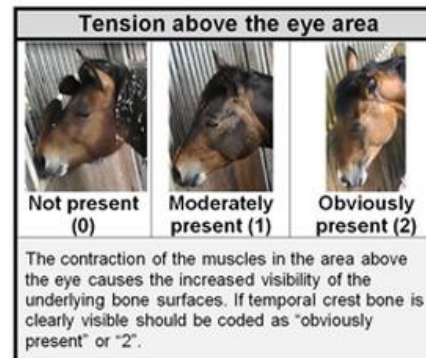 Tension above the eye area
Not present
(0)
Moderately
present (1)
Obviously
present (2)
The contraction of the muscles in the area above
the eye causes the increased visibility of the
underlying bone surfaces. If temporal crest bone is
clearly visible should be coded as “obviously
present” or “2”.